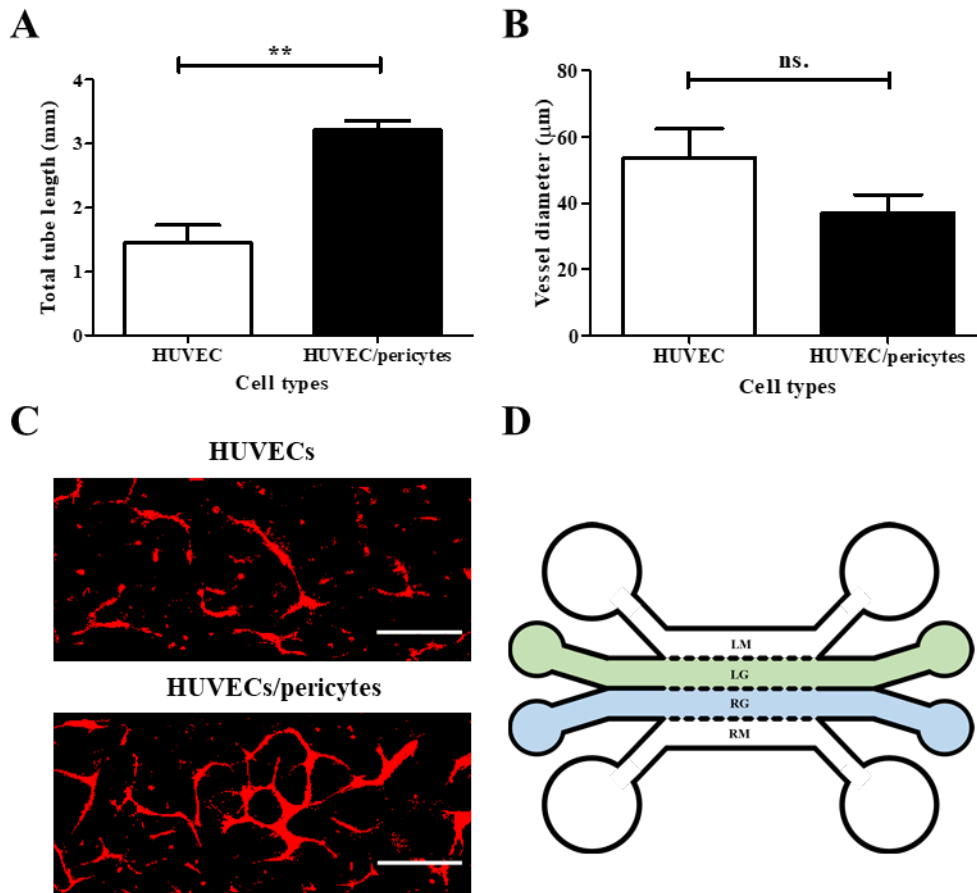 A
**
Total tube length (mm)
4
3
2
1
0
HUVEC
HUVEC/pericytes
Cell types
B
ns.
Vessel diameter (μm)
80
60
40
20
0
HUVEC
HUVEC/pericytes
Cell types
C
HUVECs
HUVECs/pericytes
D
LM
LG
RG
RM